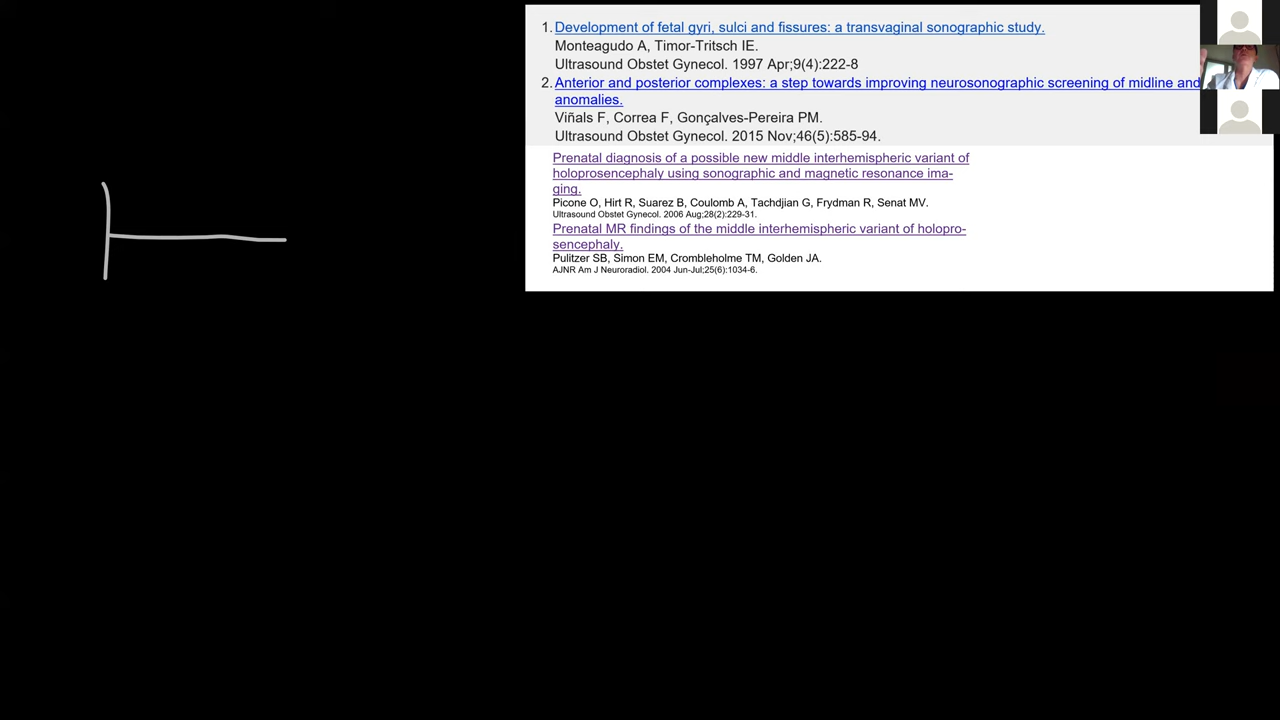 1. Development of fetal gyri, sulci and fissures: a transvaginal sonographic study.
Monteagudo A, Timor-Tritsch IE.
Ultrasound Obstet Gynecol. 1997 Apr;9(4):222-8
2. Anterior and posterior complexes: a step towards improving neurosonographic screening of midline and
anomalies.
Viñals F, Correa F, Gonçalves-Pereira PM.
Ultrasound Obstet Gynecol. 2015 Nov;46(5):585-94.
Prenatal diagnosis of a possible new middle interhemispheric variant of
holoprosencephaly using sonographic and magnetic resonance ima-
ging.
Picone O, Hirt R, Suarez B, Coulomb A, Tachdjian G, Frydman R, Senat MV.
Ultrasound Obstet Gynecol. 2006 Aug;28(2):229-31.
Prenatal MR findings of the middle interhemispheric variant of holopro-
sencephaly.
Pulitzer SB, Simon EM, Crombleholme TM, Golden JA.
AJNR Am J Neuroradiol. 2004 Jun-Jul;25(6):1034-6.